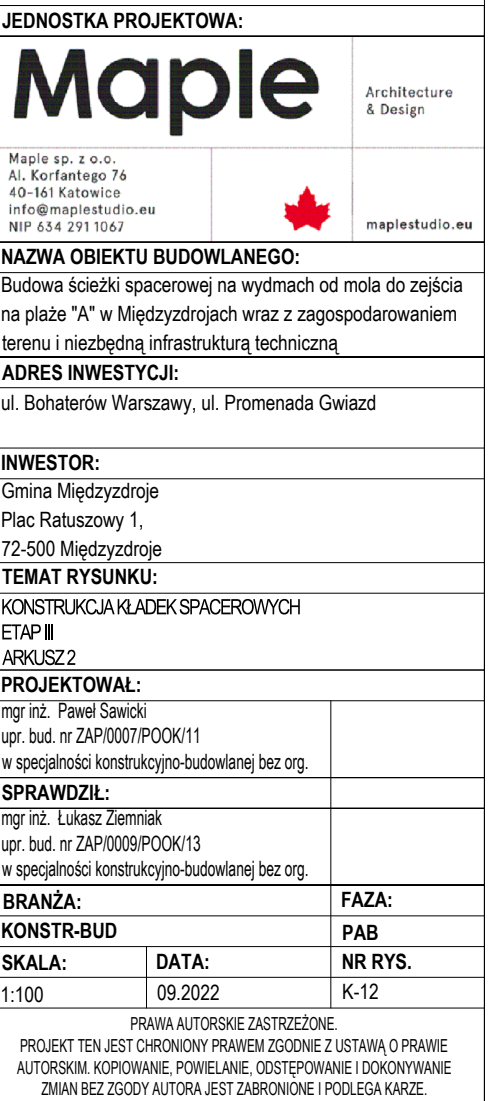 JEDNOSTKA PROJEKTOWA:
Maple
Architecture
& Design
Maple sp. z o.o.
Al. Korfantego 76
40-161 Katowice
info@maplestudio.eu
NIP 634 291 1067
maplestudio.eu
NAZWA OBIEKTU BUDOWLANEGO:
Budowa ścieżki spacerowej na wydmach od mola do zejścia
na plaże "A" w Międzyzdrojach wraz z zagospodarowaniem
terenu i niezbędną infrastrukturą techniczną
ADRES INWESTYCJI:
ul. Bohaterów Warszawy, ul. Promenada Gwiazd
INWESTOR:
Gmina Międzyzdroje
Plac Ratuszowy 1,
72-500 Międzyzdroje
TEMAT RYSUNKU:
KONSTRUKCJA KŁADEK SPACEROWYCH
ETAP III
ARKUSZ 2
PROJEKTOWAŁ:
mgr inż. Paweł Sawicki
upr. bud. nr ZAP/0007/POOK/11
w specjalności konstrukcyjno-budowlanej bez org.
SPRAWDZIŁ:
mgr inż. Łukasz Ziemniak
upr. bud. nr ZAP/0009/POOK/13
w specjalności konstrukcyjno-budowlanej bez org.
BRANŻA: FAZA:
KONSTR-BUD PAB
SKALA: DATA: NR RYS.
1:100 09.2022 K-12
PRAWA AUTORSKIE ZASTRZEŻONE.
PROJEKT TEN JEST CHRONIONY PRAWEM ZGODNIE Z USTAWĄ O PRAWIE
AUTORSKIM. KOPIOWANIE, POWIELANIE, ODSTĘPOWANIE I DOKONYWANIE
ZMIAN BEZ ZGODY AUTORA JEST ZABRONIONE I PODLEGA KARZE.